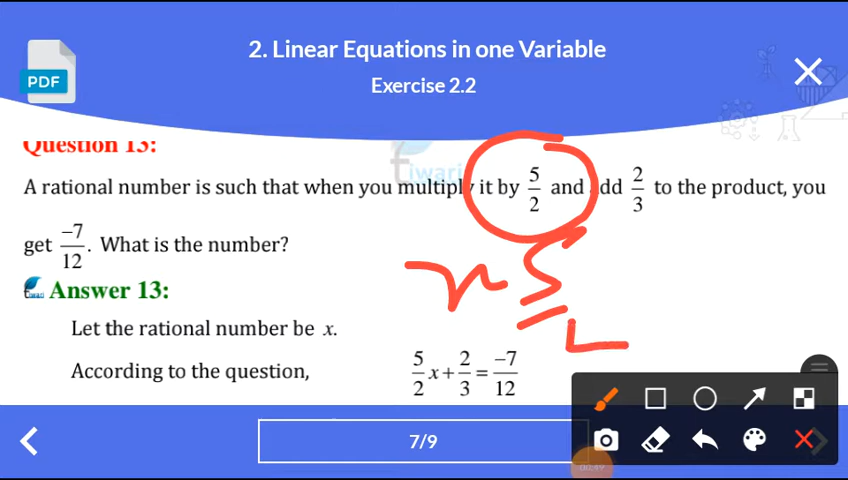 2. Linear Equations in one Variable
Exercise 2.2
PDF
Question 13:
A rational number is such that when you multiply it by 5/2 and add 2/3 to the product, you
get –7/12. What is the number?
Answer 13:
Let the rational number be x.
According to the question, 5/2 x + 2/3 = –7/12
7/9
00:49